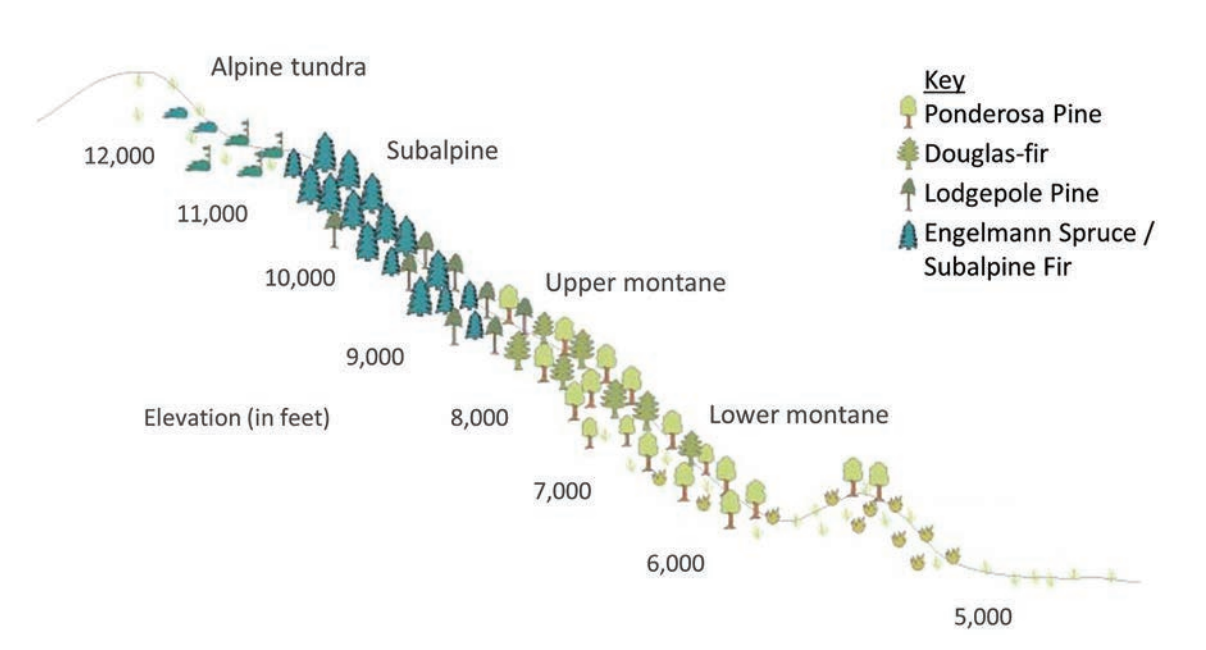 Alpine tundra
Key
Ponderosa Pine
Douglas-fir
Lodgepole Pine
Engelmann Spruce /
Subalpine Fir
12,000
Subalpine
11,000
10,000
Upper montane
9,000
Elevation (in feet)
8,000
Lower montane
7,000
6,000
5,000